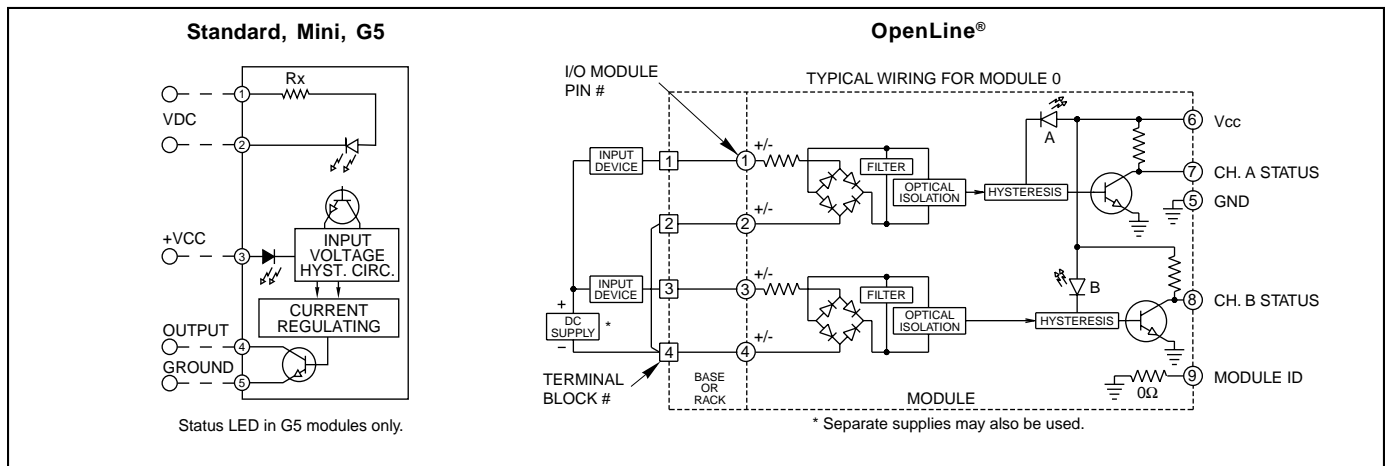 Standard, Mini, G5
Rx
1
VDC
2
+VCC
3
INPUT
VOLTAGE
HYST. CIRC.
CURRENT
REGULATING
OUTPUT
4
GROUND
5
Status LED in G5 modules only.
OpenLine®
I/O MODULE
PIN #
TYPICAL WIRING FOR MODULE 0
A
6
Vcc
INPUT
DEVICE
1
1
+/-
FILTER
OPTICAL
ISOLATION
HYSTERESIS
7
CH. A STATUS
5
GND
2
2
+/-
INPUT
DEVICE
3
3
+/-
FILTER
OPTICAL
ISOLATION
B
HYSTERESIS
8
CH. B STATUS
+
DC
SUPPLY
*
–
4
4
+/-
TERMINAL
BLOCK #
BASE
OR
RACK
MODULE
0Ω
9
MODULE ID
* Separate supplies may also be used.